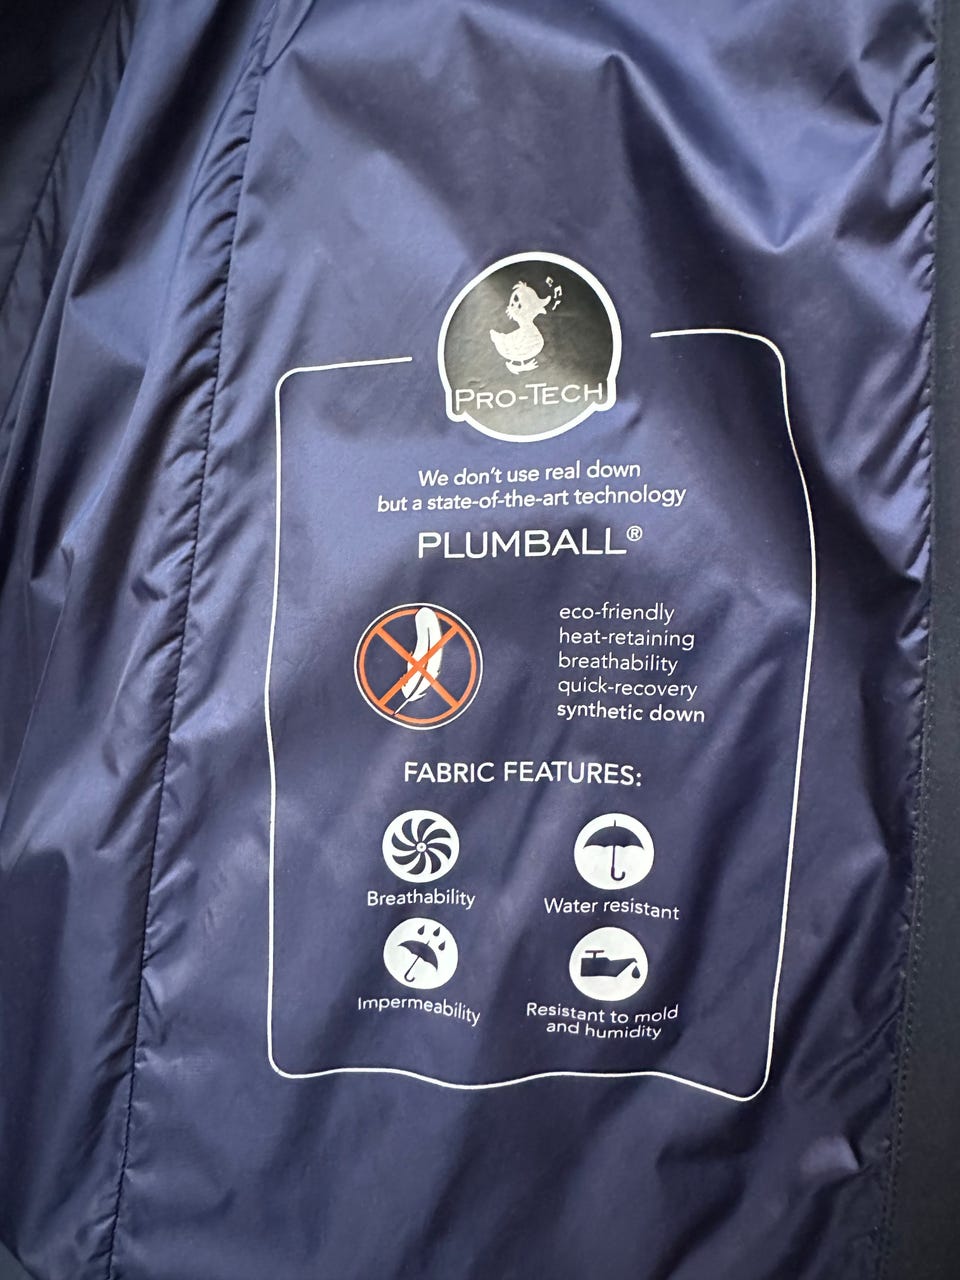 PRO-TECH
We don't use real down
but a state-of-the-art technology
PLUMBALL®
eco-friendly
heat-retaining
breathability
quick-recovery
synthetic down
FABRIC FEATURES:
Breathability
Water resistant
Impermeability
Resistant to mold
and humidity